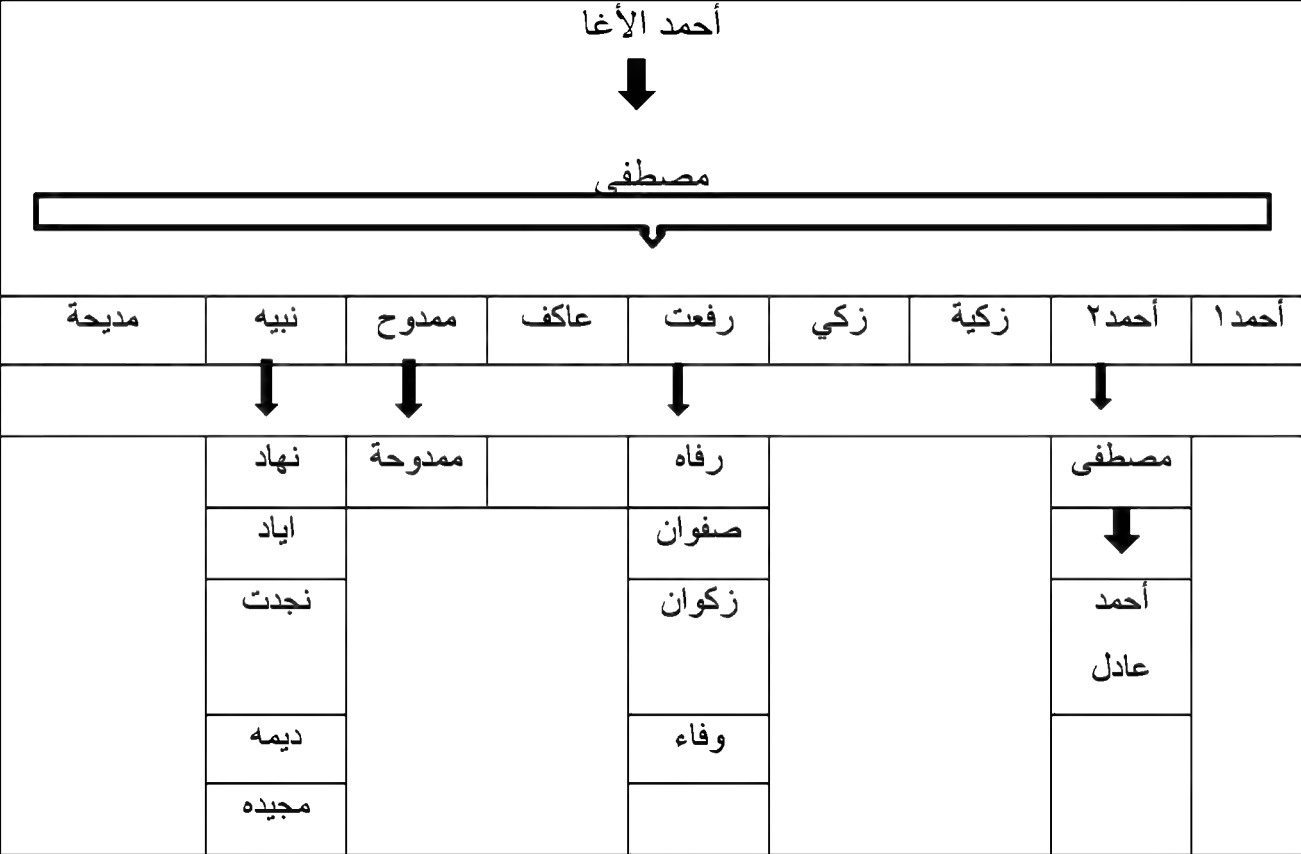 أحمد الأغا
مصطفى
أحمد١ أحمد٢ زكية زكي رفعت عاكف ممدوح نبيه مديحة
مصطفى رفاه ممدوحة نهاد
صفوان اياد
أحمد زكوان نجدت
عادل
وفاء ديمه
مجيده